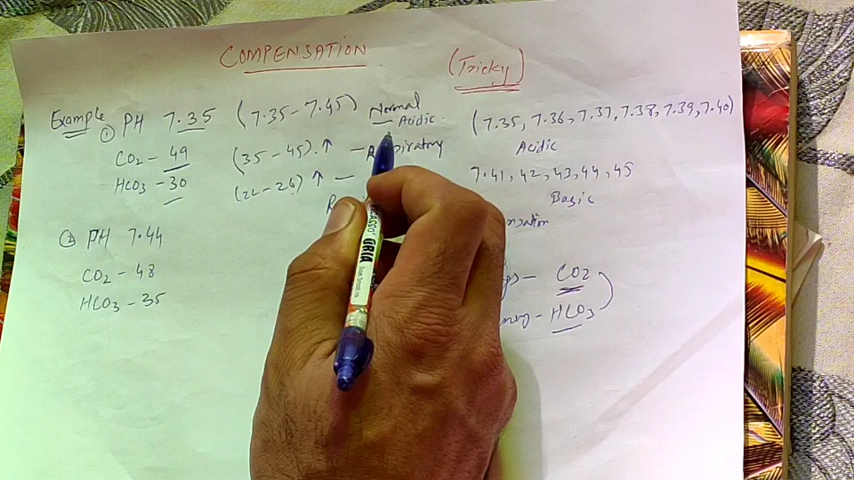 COMPENSATION (Tricky)
Example ① PH 7.35 (7.35-7.45) Normal Acidic. (7.35, 7.36, 7.37, 7.38, 7.39, 7.40)
Acidic
CO2 - 49 (35-45) ↑ -
HCO3 - 30 (22-26) ↑ - 7.41, 42, 43, 44, 45
Basic
② PH 7.44
CO2 - 48 - CO2
HCO3 - 35 - HCO3